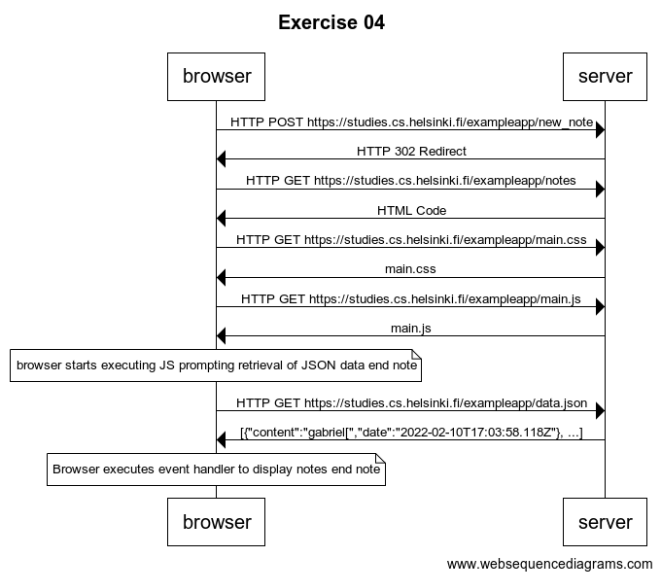 Exercise 04
browser server
HTTP POST https://studies.cs.helsinki.fi/exampleapp/new_note
HTTP 302 Redirect
HTTP GET https://studies.cs.helsinki.fi/exampleapp/notes
HTML Code
HTTP GET https://studies.cs.helsinki.fi/exampleapp/main.css
main.css
HTTP GET https://studies.cs.helsinki.fi/exampleapp/main.js
main.js
browser starts executing JS prompting retrieval of JSON data end note
HTTP GET https://studies.cs.helsinki.fi/exampleapp/data.json
[{"content":"gabriel[","date":"2022-02-10T17:03:58.118Z"}, ...]
Browser executes event handler to display notes end note
browser server
www.websequencediagrams.com